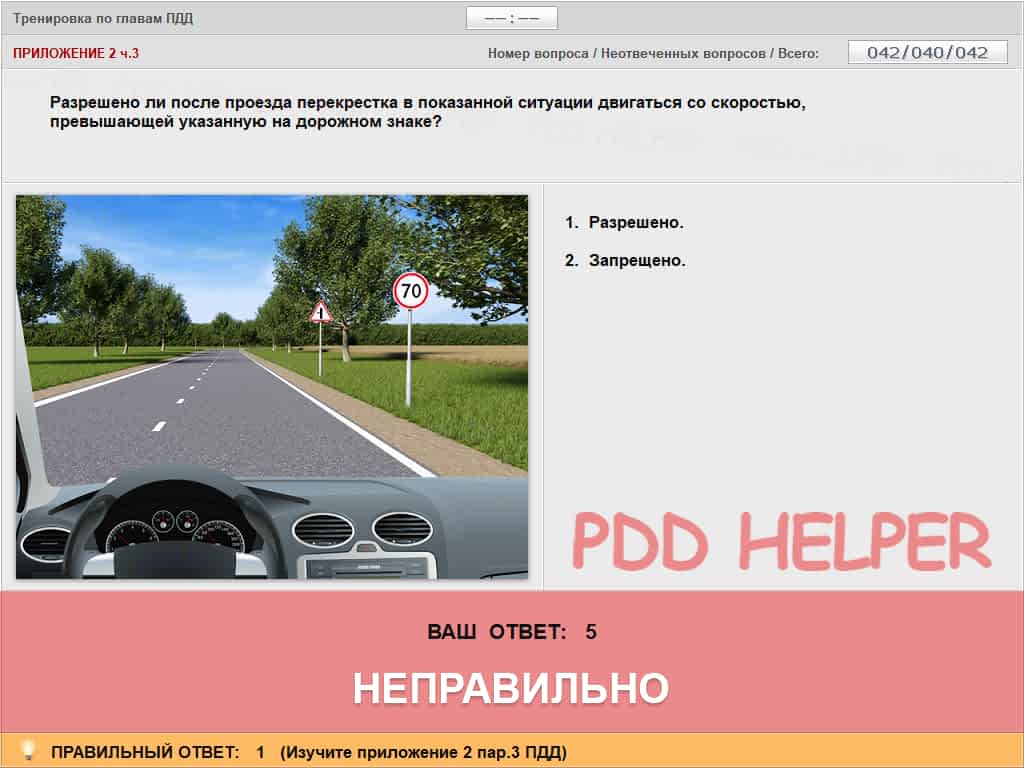 Тренировка по главам ПДД
—— : ——
ПРИЛОЖЕНИЕ 2 ч.3
Номер вопроса / Неотвеченных вопросов / Всего:
042/040/042
Разрешено ли после проезда перекрестка в показанной ситуации двигаться со скоростью,
превышающей указанную на дорожном знаке?
70
1. Разрешено.
2. Запрещено.
PDD HELPER
ВАШ ОТВЕТ: 5
НЕПРАВИЛЬНО
ПРАВИЛЬНЫЙ ОТВЕТ: 1 (Изучите приложение 2 пар.3 ПДД)